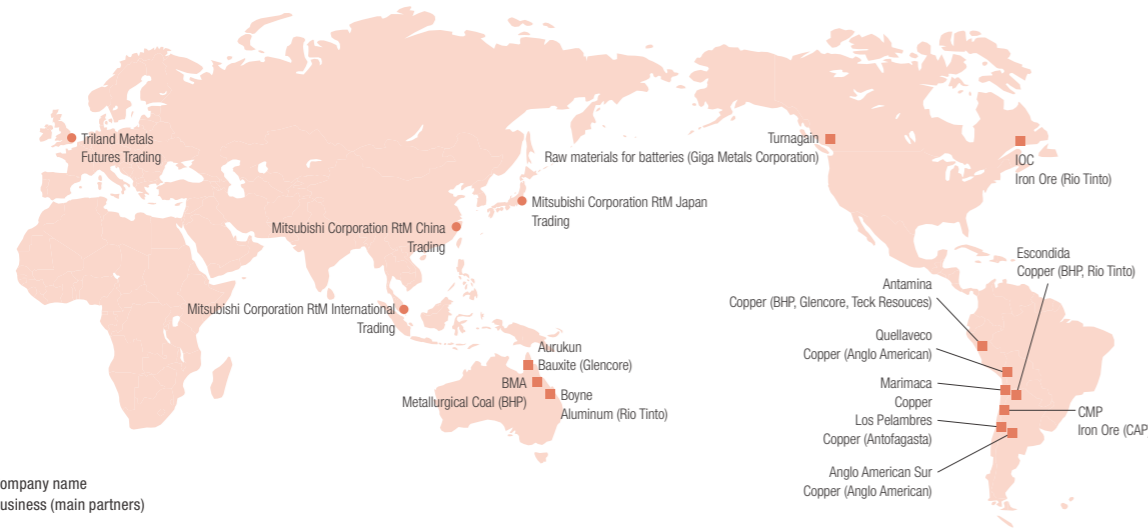 Triland Metals
Futures Trading
Turnagain
Raw materials for batteries (Giga Metals Corporation)
IOC
Iron Ore (Rio Tinto)
Mitsubishi Corporation RtM Japan
Trading
Mitsubishi Corporation RtM China
Trading
Escondida
Copper (BHP, Rio Tinto)
Antamina
Copper (BHP, Glencore, Teck Resouces)
Mitsubishi Corporation RtM International
Trading
Quellaveco
Copper (Anglo American)
Aurukun
Bauxite (Glencore)
BMA
Metallurgical Coal (BHP)
Boyne
Aluminum (Rio Tinto)
Marimaca
Copper
CMP
Iron Ore (CAP
Los Pelambres
Copper (Antofagasta)
Anglo American Sur
Copper (Anglo American)
ompany name
usiness (main partners)